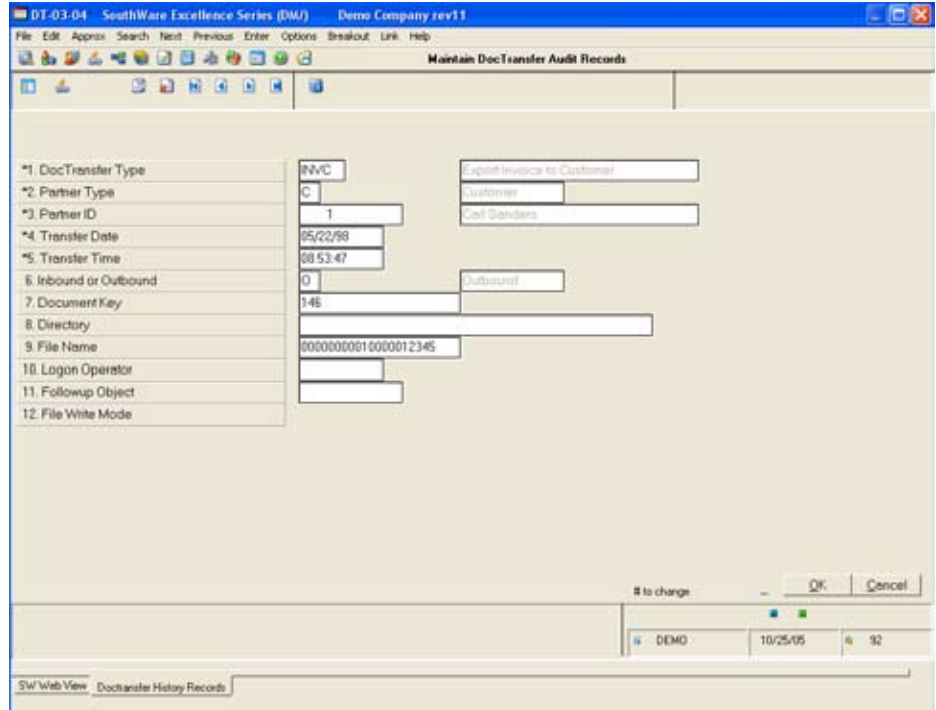 DT-03-04 SouthWare Excellence Series (DWJ) Demo Company rev11
File Edit Approx Search Next Previous Enter Options Breakout Link Help
Maintain DocTransfer Audit Records
*1. DocTransfer Type INVC Export Invoice to Customer
*2. Partner Type C Customer
*3. Partner ID 1 Carl Sanders
*4. Transfer Date 05/22/98
*5. Transfer Time 08:53:47
6. Inbound or Outbound O Outbound
7. Document Key 146
8. Directory
9. File Name 00000000010000012345
10. Logon Operator
11. Followup Object
12. File Write Mode
# to change OK Cancel
DEMO 10/25/05 92
SW Web View Doctransfer History Records